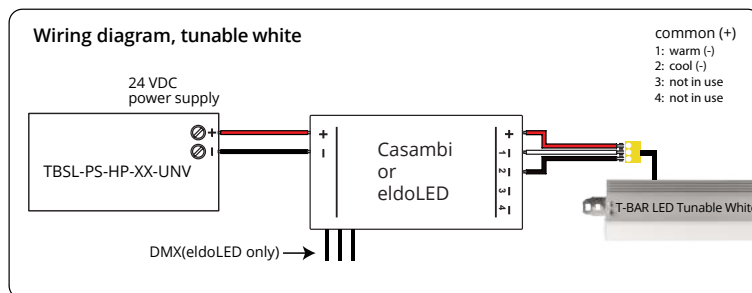 Wiring diagram, tunable white
common (+)
1: warm (-)
2: cool (-)
3: not in use
4: not in use
24 VDC
power supply
+
-
TBSL-PS-HP-XX-UNV
+
-
Casambi
or
eldoLED
+
1 -
2 -
3 -
4 -
T-BAR LED Tunable White
DMX(eldoLED only)